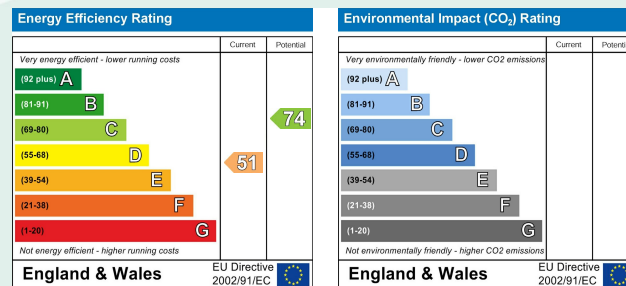 Energy Efficiency Rating
Current Potential
Very energy efficient - lower running costs
(92 plus) A
(81-91) B
(69-80) C
74
(55-68) D
51
(39-54) E
(21-38) F
(1-20) G
Not energy efficient - higher running costs
England & Wales
EU Directive
2002/91/EC
Environmental Impact (CO₂) Rating
Current
Very environmentally friendly - lower CO2 emissions
(92 plus) A
(81-91) B
(69-80) C
(55-68) D
(39-54) E
(21-38) F
(1-20) G
Not environmentally friendly - higher CO2 emissions
England & Wales
EU Directive
2002/91/EC